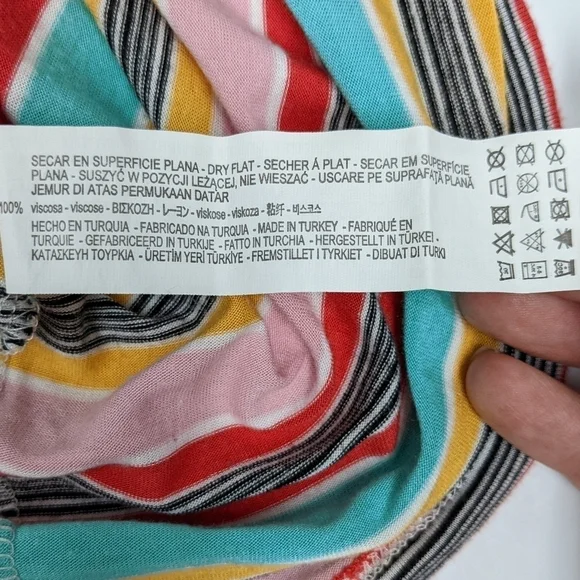 SECAR EN SUPERFICIE PLANA - DRY FLAT - SECHER Á PLAT - SECAR EM SUPERFÍCIE
PLANA - SUSZYĆ W POZYCJI LEŻĄCEJ, NIE WIESZAĆ - USCARE PE SUPRAFAŢĂ PLANĂ
JEMUR DI ATAS PERMUKAAN DATAR
100% viscosa - viscose - ΒΙΣΚΟΖΗ - レーヨン - viskose - viskoza - 黏纤 - 비스코스
HECHO EN TURQUIA - FABRICADO NA TURQUIA - MADE IN TURKEY - FABRIQUÉ EN
TURQUIE - GEFABRICEERD IN TURKIJE - FATTO IN TURCHIA - HERGESTELLT IN TÜRKEI -
ΚΑΤΑΣΚΕΥΗ ΤΟΥΡΚΙΑ - ÜRETİM YERİ TÜRKİYE - FREMSTILLET I TYRKIET - DIBUAT DI TURKI